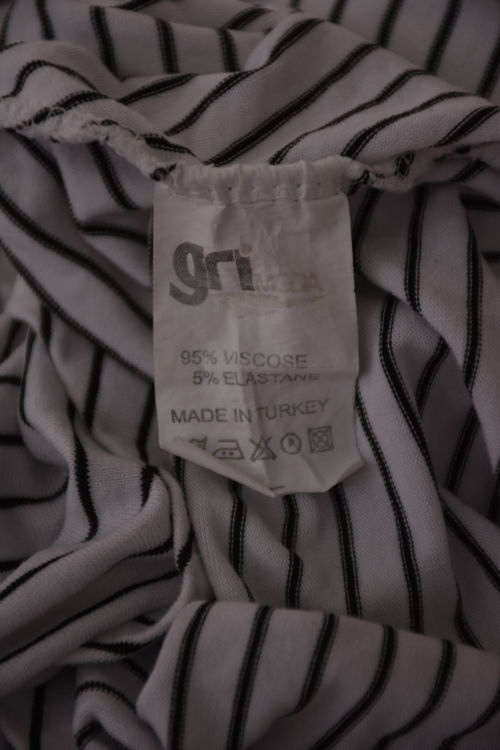 gri
95% VISCOSE
5% ELASTANE
MADE IN TURKEY